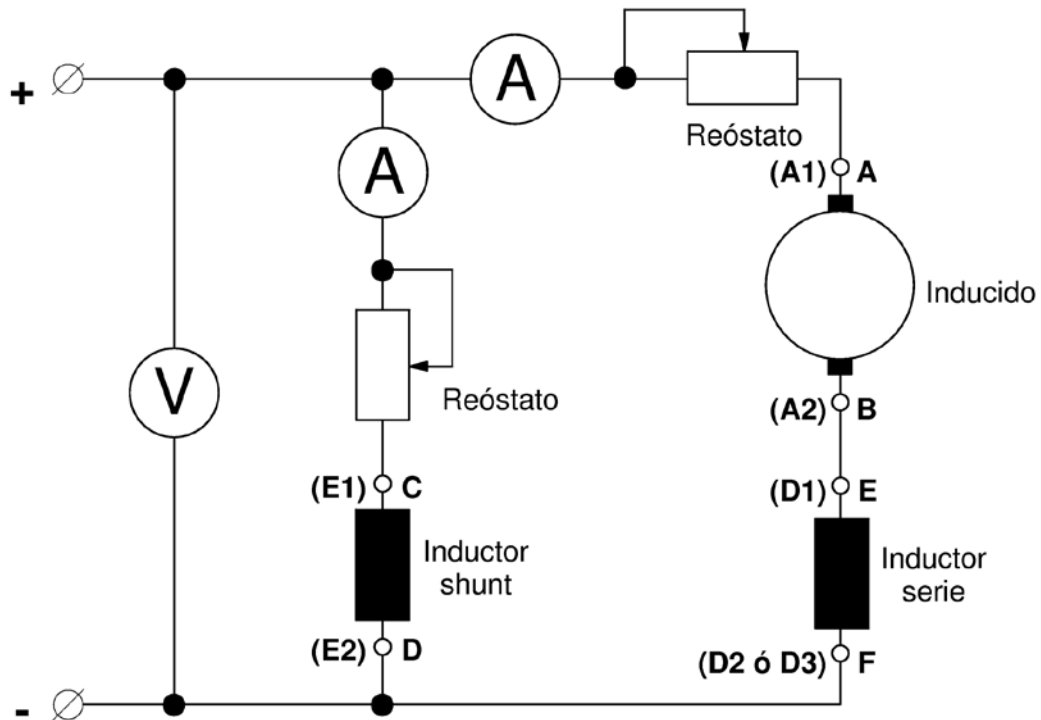 +
A
Reóstato
A
(A1) A
Inducido
V
Reóstato
(A2) B
(E1) C
(D1) E
Inductor
shunt
Inductor
serie
(E2) D
(D2 ó D3) F
-